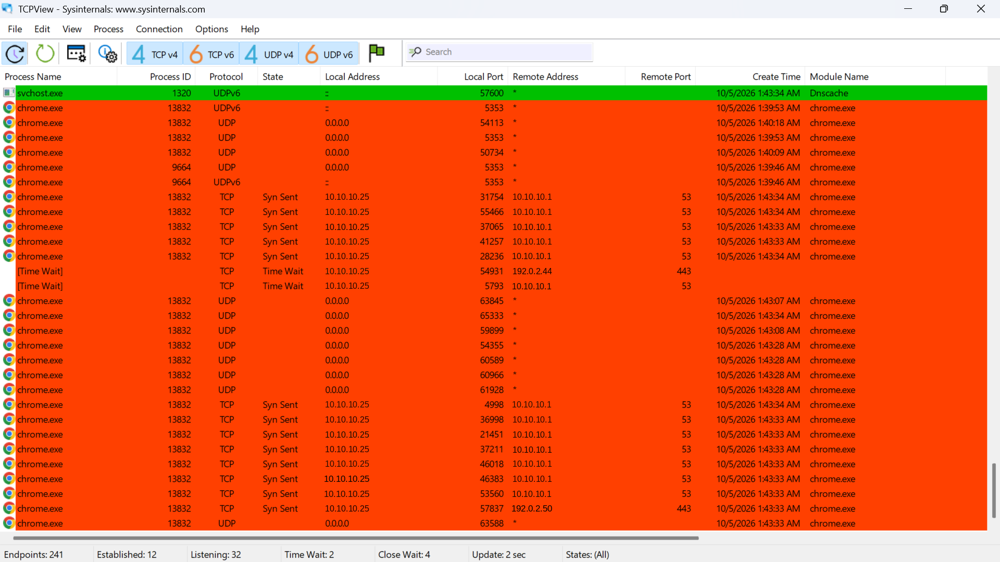 TCPView - Sysinternals: www.sysinternals.com
File Edit View Process Connection Options Help
4 TCP v4 6 TCP v6 4 UDP v4 6 UDP v6 Search
Process Name Process ID Protocol State Local Address Local Port Remote Address Remote Port Create Time Module Name
svchost.exe 1320 UDPv6 :: 57600 * 10/5/2026 1:43:34 AM Dnscache
chrome.exe 13832 UDPv6 :: 5353 * 10/5/2026 1:39:53 AM chrome.exe
chrome.exe 13832 UDP 0.0.0.0 54113 * 10/5/2026 1:40:18 AM chrome.exe
chrome.exe 13832 UDP 0.0.0.0 5353 * 10/5/2026 1:39:53 AM chrome.exe
chrome.exe 13832 UDP 0.0.0.0 50734 * 10/5/2026 1:40:09 AM chrome.exe
chrome.exe 9664 UDP 0.0.0.0 5353 * 10/5/2026 1:39:46 AM chrome.exe
chrome.exe 9664 UDPv6 :: 5353 * 10/5/2026 1:39:46 AM chrome.exe
chrome.exe 13832 TCP Syn Sent 10.10.10.25 31754 10.10.10.1 53 10/5/2026 1:43:34 AM chrome.exe
chrome.exe 13832 TCP Syn Sent 10.10.10.25 55466 10.10.10.1 53 10/5/2026 1:43:34 AM chrome.exe
chrome.exe 13832 TCP Syn Sent 10.10.10.25 37065 10.10.10.1 53 10/5/2026 1:43:33 AM chrome.exe
chrome.exe 13832 TCP Syn Sent 10.10.10.25 41257 10.10.10.1 53 10/5/2026 1:43:33 AM chrome.exe
chrome.exe 13832 TCP Syn Sent 10.10.10.25 28236 10.10.10.1 53 10/5/2026 1:43:34 AM chrome.exe
[Time Wait] TCP Time Wait 10.10.10.25 54931 192.0.2.44 443
[Time Wait] TCP Time Wait 10.10.10.25 5793 10.10.10.1 53
chrome.exe 13832 UDP 0.0.0.0 63845 * 10/5/2026 1:43:07 AM chrome.exe
chrome.exe 13832 UDP 0.0.0.0 65333 * 10/5/2026 1:43:34 AM chrome.exe
chrome.exe 13832 UDP 0.0.0.0 59899 * 10/5/2026 1:43:08 AM chrome.exe
chrome.exe 13832 UDP 0.0.0.0 54355 * 10/5/2026 1:43:28 AM chrome.exe
chrome.exe 13832 UDP 0.0.0.0 60589 * 10/5/2026 1:43:28 AM chrome.exe
chrome.exe 13832 UDP 0.0.0.0 60966 * 10/5/2026 1:43:28 AM chrome.exe
chrome.exe 13832 UDP 0.0.0.0 61928 * 10/5/2026 1:43:28 AM chrome.exe
chrome.exe 13832 TCP Syn Sent 10.10.10.25 4998 10.10.10.1 53 10/5/2026 1:43:34 AM chrome.exe
chrome.exe 13832 TCP Syn Sent 10.10.10.25 36998 10.10.10.1 53 10/5/2026 1:43:33 AM chrome.exe
chrome.exe 13832 TCP Syn Sent 10.10.10.25 21451 10.10.10.1 53 10/5/2026 1:43:33 AM chrome.exe
chrome.exe 13832 TCP Syn Sent 10.10.10.25 37211 10.10.10.1 53 10/5/2026 1:43:33 AM chrome.exe
chrome.exe 13832 TCP Syn Sent 10.10.10.25 46018 10.10.10.1 53 10/5/2026 1:43:33 AM chrome.exe
chrome.exe 13832 TCP Syn Sent 10.10.10.25 46383 10.10.10.1 53 10/5/2026 1:43:33 AM chrome.exe
chrome.exe 13832 TCP Syn Sent 10.10.10.25 53560 10.10.10.1 53 10/5/2026 1:43:33 AM chrome.exe
chrome.exe 13832 TCP Syn Sent 10.10.10.25 57837 192.0.2.50 443 10/5/2026 1:43:33 AM chrome.exe
chrome.exe 13832 UDP 0.0.0.0 63588 * 10/5/2026 1:43:33 AM chrome.exe
Endpoints: 241 Established: 12 Listening: 32 Time Wait: 2 Close Wait: 4 Update: 2 sec States: (All)